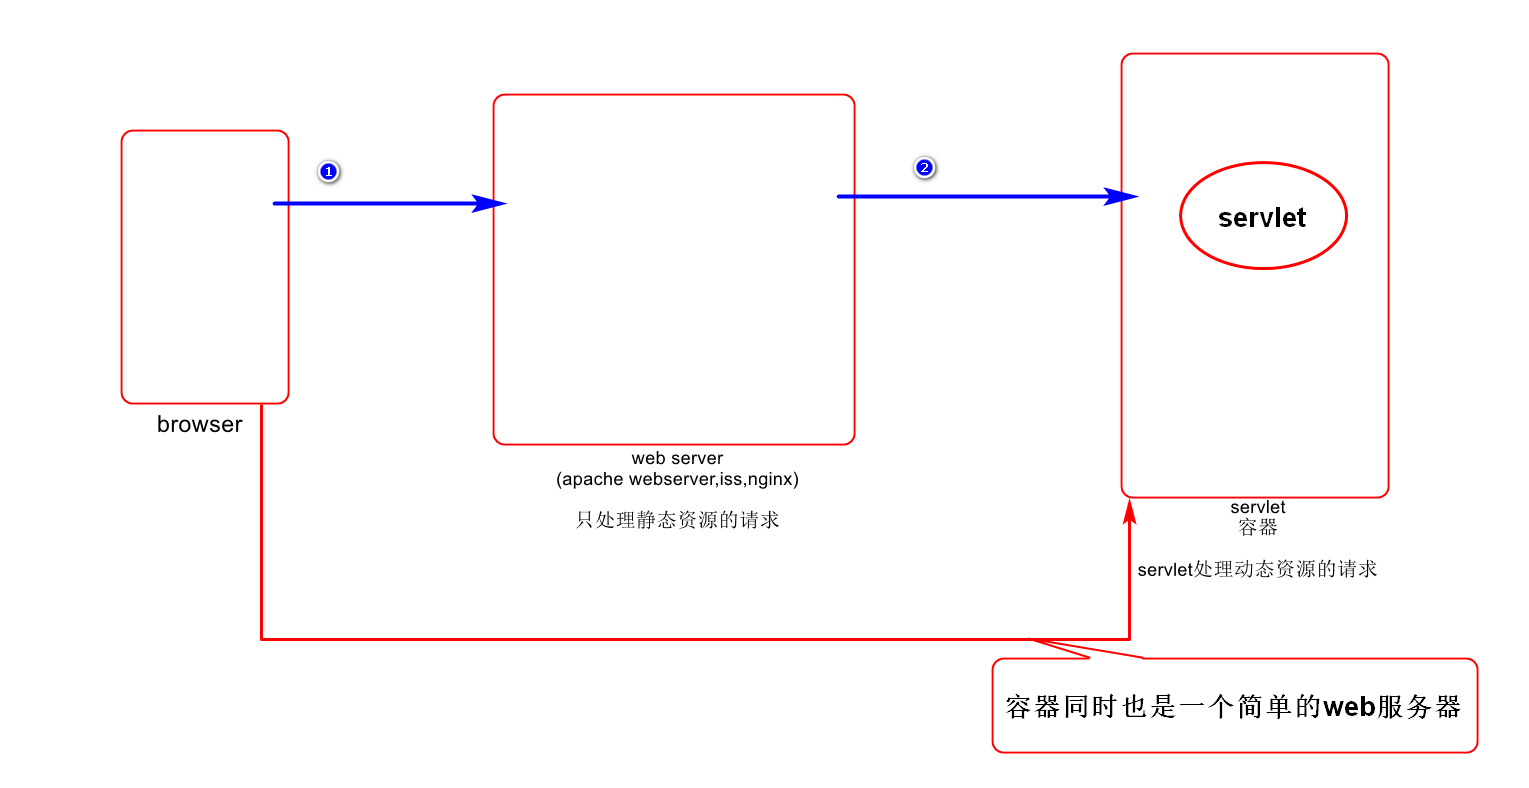 1
2
servlet
browser
web server
(apache webserver,iss,nginx)
只处理静态资源的请求
servlet
容器
servlet处理动态资源的请求
容器同时也是一个简单的web服务器